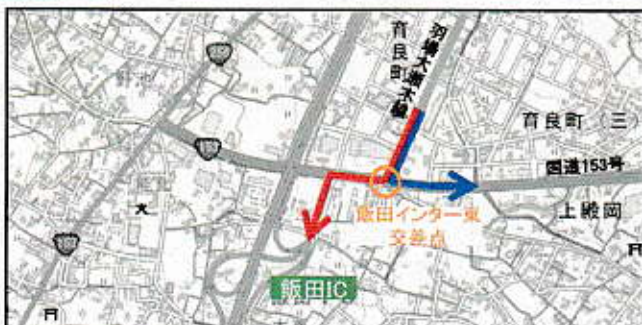 羽場大瀬木線
育良町
育良町（三）
国道153号
上殿岡
飯田インター東
交差点
飯田IC